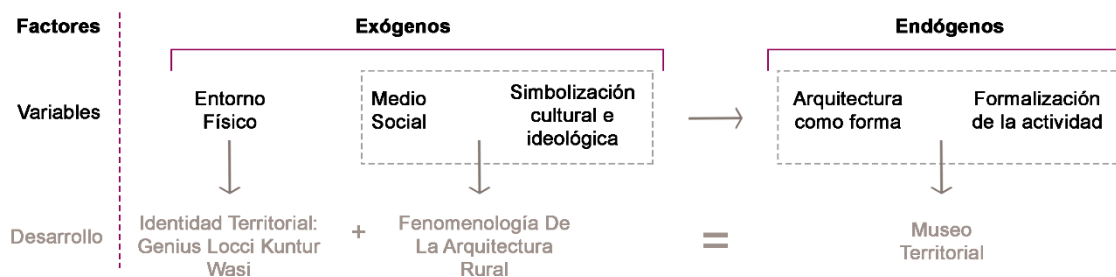 Factores
Exógenos
Endógenos
Variables
Entorno
Físico
Medio
Social
Simbolización
cultural e
ideológica
Arquitectura
como forma
Formalización
de la actividad
Desarrollo
Identidad Territorial:
Genius Locci Kuntur
Wasi
+
Fenomenología De
La Arquitectura
Rural
=
Museo
Territorial